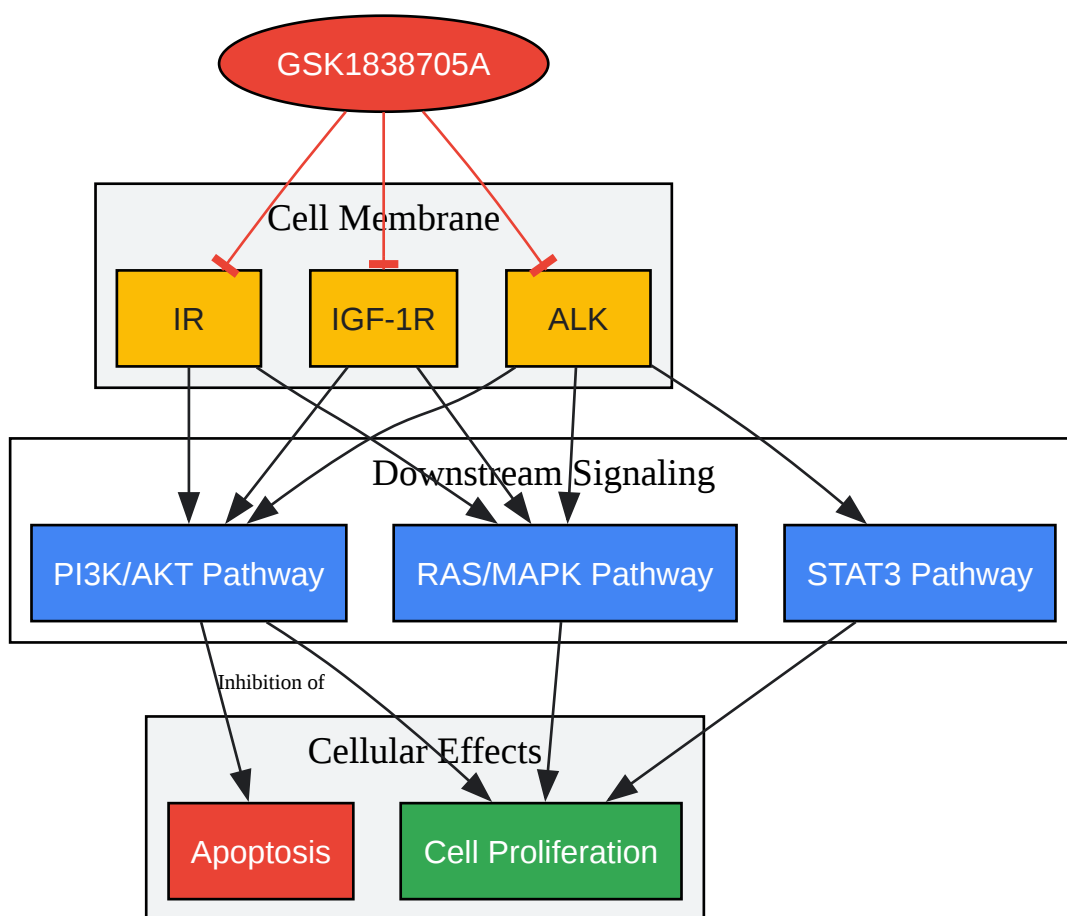 GSK1838705A
Cell Membrane
IR
IGF-1R
ALK
Downstream Signaling
PI3K/AKT Pathway
RAS/MAPK Pathway
STAT3 Pathway
Inhibition of
Cellular Effects
Apoptosis
Cell Proliferation